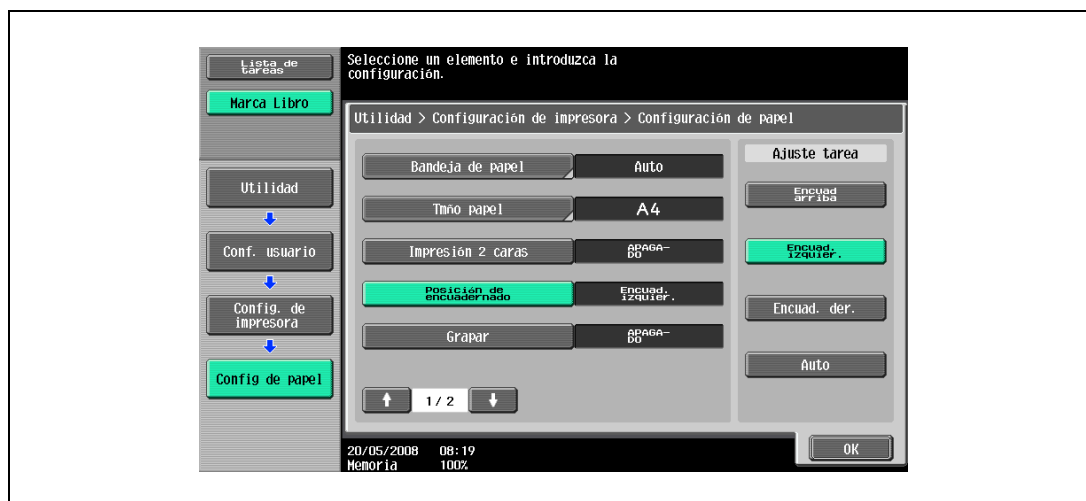 Lista de
tareas
Marca Libro
Utilidad
Conf. usuario
Config. de
impresora
Config de papel
Seleccione un elemento e introduzca la
configuración.
Utilidad > Configuración de impresora > Configuración de papel
Bandeja de papel
Auto
Tmño papel
A4
Impresión 2 caras
APAGA-
DO
Posición de
encuadernado
Encuad.
izquier.
Grapar
APAGA-
DO
1/2
Ajuste tarea
Encuad
arriba
Encuad.
izquier.
Encuad. der.
Auto
20/05/2008 08:19
Memoria 100%
OK